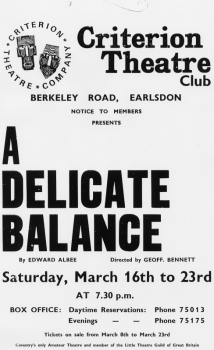 CRITERION
THEATRE
COMPANY
Criterion
Theatre
Club
BERKELEY ROAD, EARLSDON
NOTICE TO MEMBERS
PRESENTS
A
DELICATE
BALANCE
By EDWARD ALBEE Directed by GEOFF. BENNETT
Saturday, March 16th to 23rd
AT 7.30 p.m.
BOX OFFICE: Daytime Reservations: Phone 75013
Evenings — — Phone 75175
Tickets on sale from March 8th to March 23rd
Coventry's only Amateur Theatre and member of the Little Theatre Guild of Great Britain